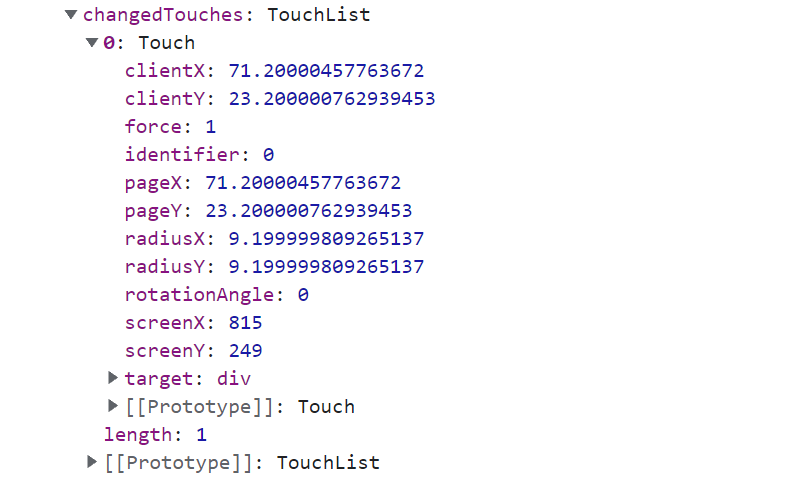 changedTouches: TouchList
0: Touch
clientX: 71.20000457763672
clientY: 23.200000762939453
force: 1
identifier: 0
pageX: 71.20000457763672
pageY: 23.200000762939453
radiusX: 9.199999809265137
radiusY: 9.199999809265137
rotationAngle: 0
screenX: 815
screenY: 249
target: div
[[Prototype]]: Touch
length: 1
[[Prototype]]: TouchList